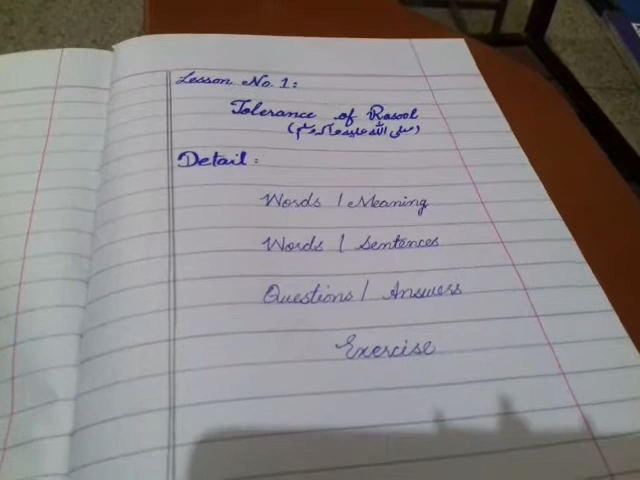 Lesson No. 1:
Tolerance of Rasool
(صلی اللہ علیہ وآلہ وسلم)
Detail:
Words / Meaning
Words / Sentences
Questions / Answers
Exercise